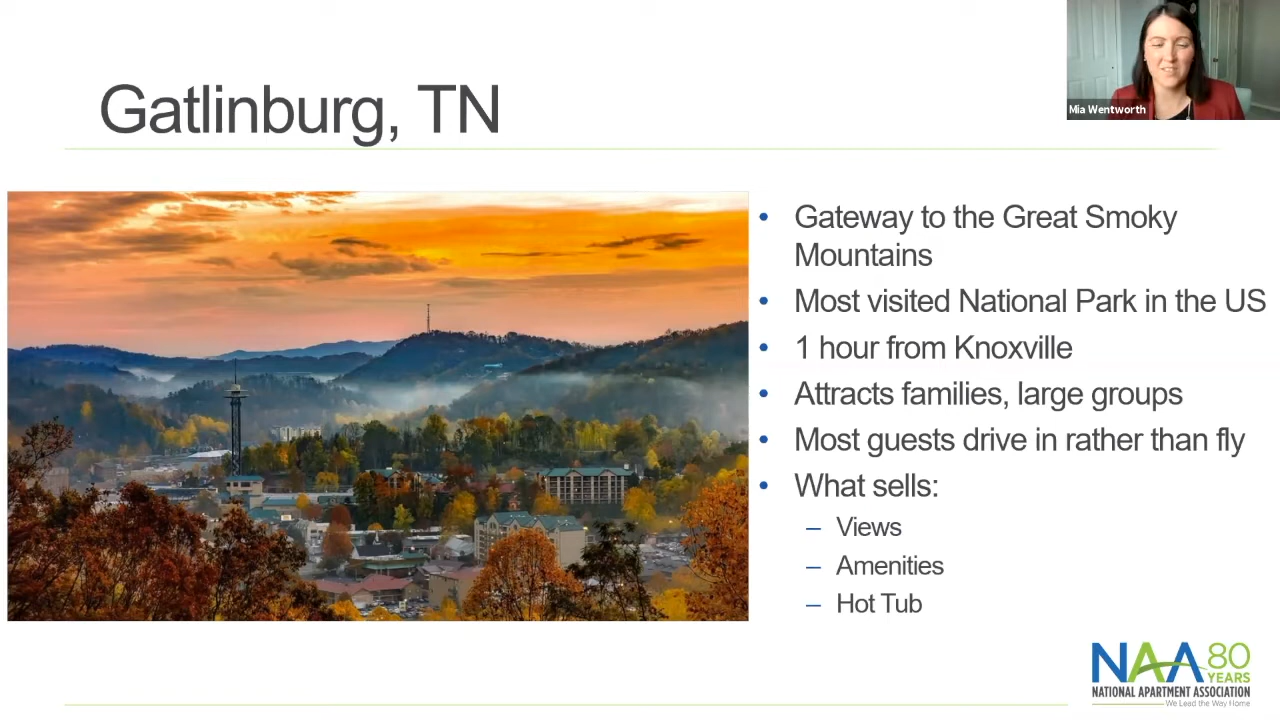 Gatlinburg, TN
Mia Wentworth
• Gateway to the Great Smoky
Mountains
• Most visited National Park in the US
• 1 hour from Knoxville
• Attracts families, large groups
• Most guests drive in rather than fly
• What sells:
– Views
– Amenities
– Hot Tub
NAA 80
YEARS
NATIONAL APARTMENT ASSOCIATION
We Lead the Way Home